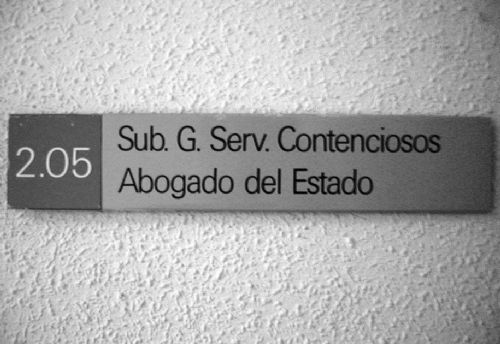 2.05
Sub. G. Serv. Contenciosos
Abogado del Estado